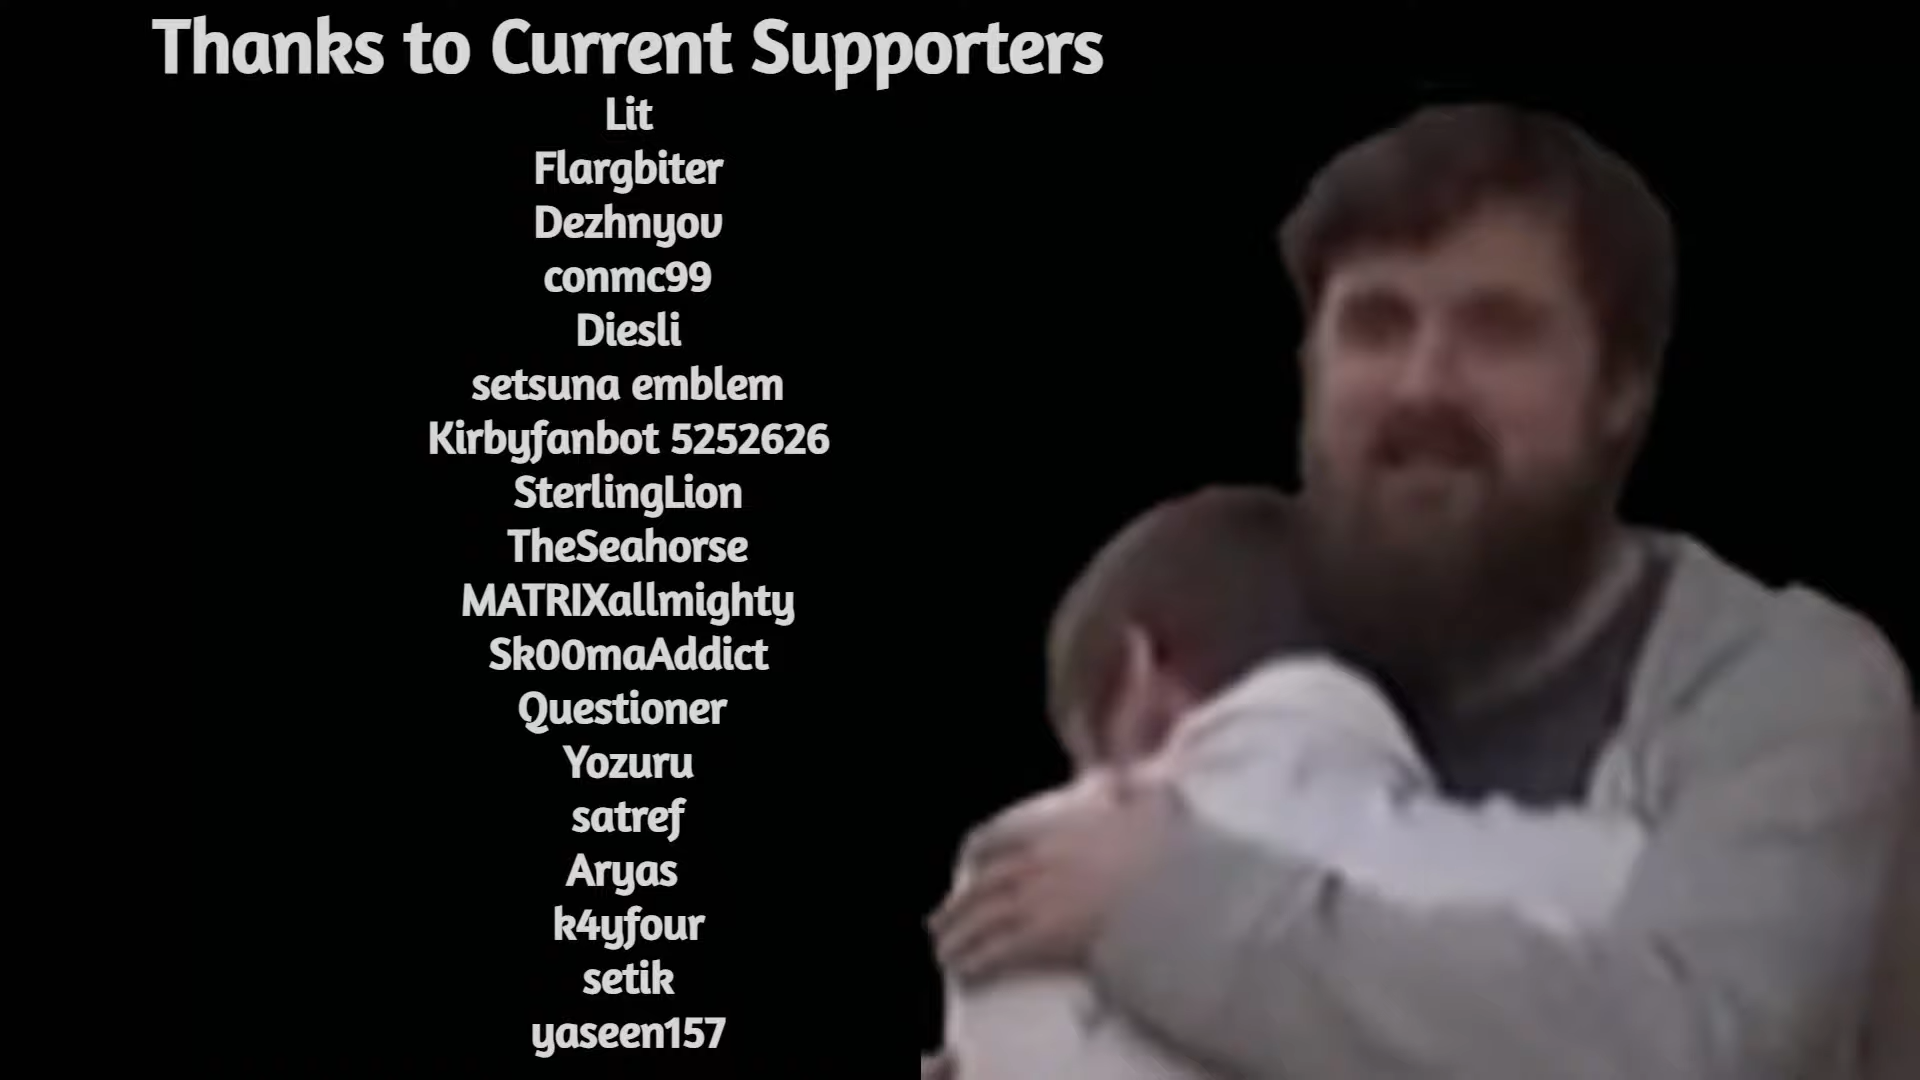 Thanks to Current Supporters
Lit
Flargbiter
Dezhnyov
conmc99
Diesli
setsuna emblem
Kirbyfanbot 5252626
SterlingLion
TheSeahorse
MATRIXallmighty
Sk00maAddict
Questioner
Yozuru
satref
Aryas
k4yfour
setik
yaseen157